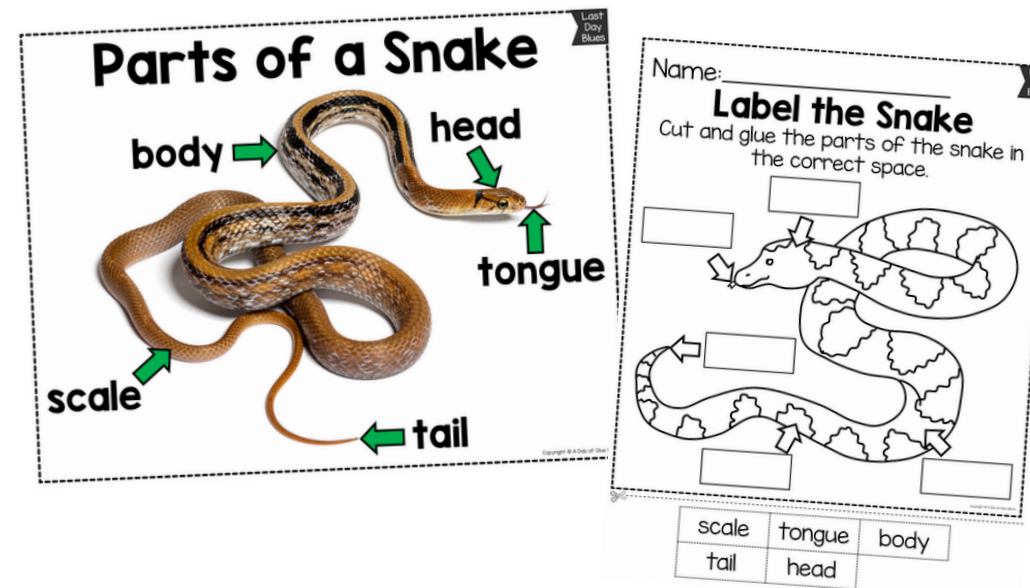 Last
Day
Blues
Parts of a Snake
body
head
tongue
scale
tail
Name:
Label the Snake
Cut and glue the parts of the snake in
the correct space.
scale tongue body
tail head